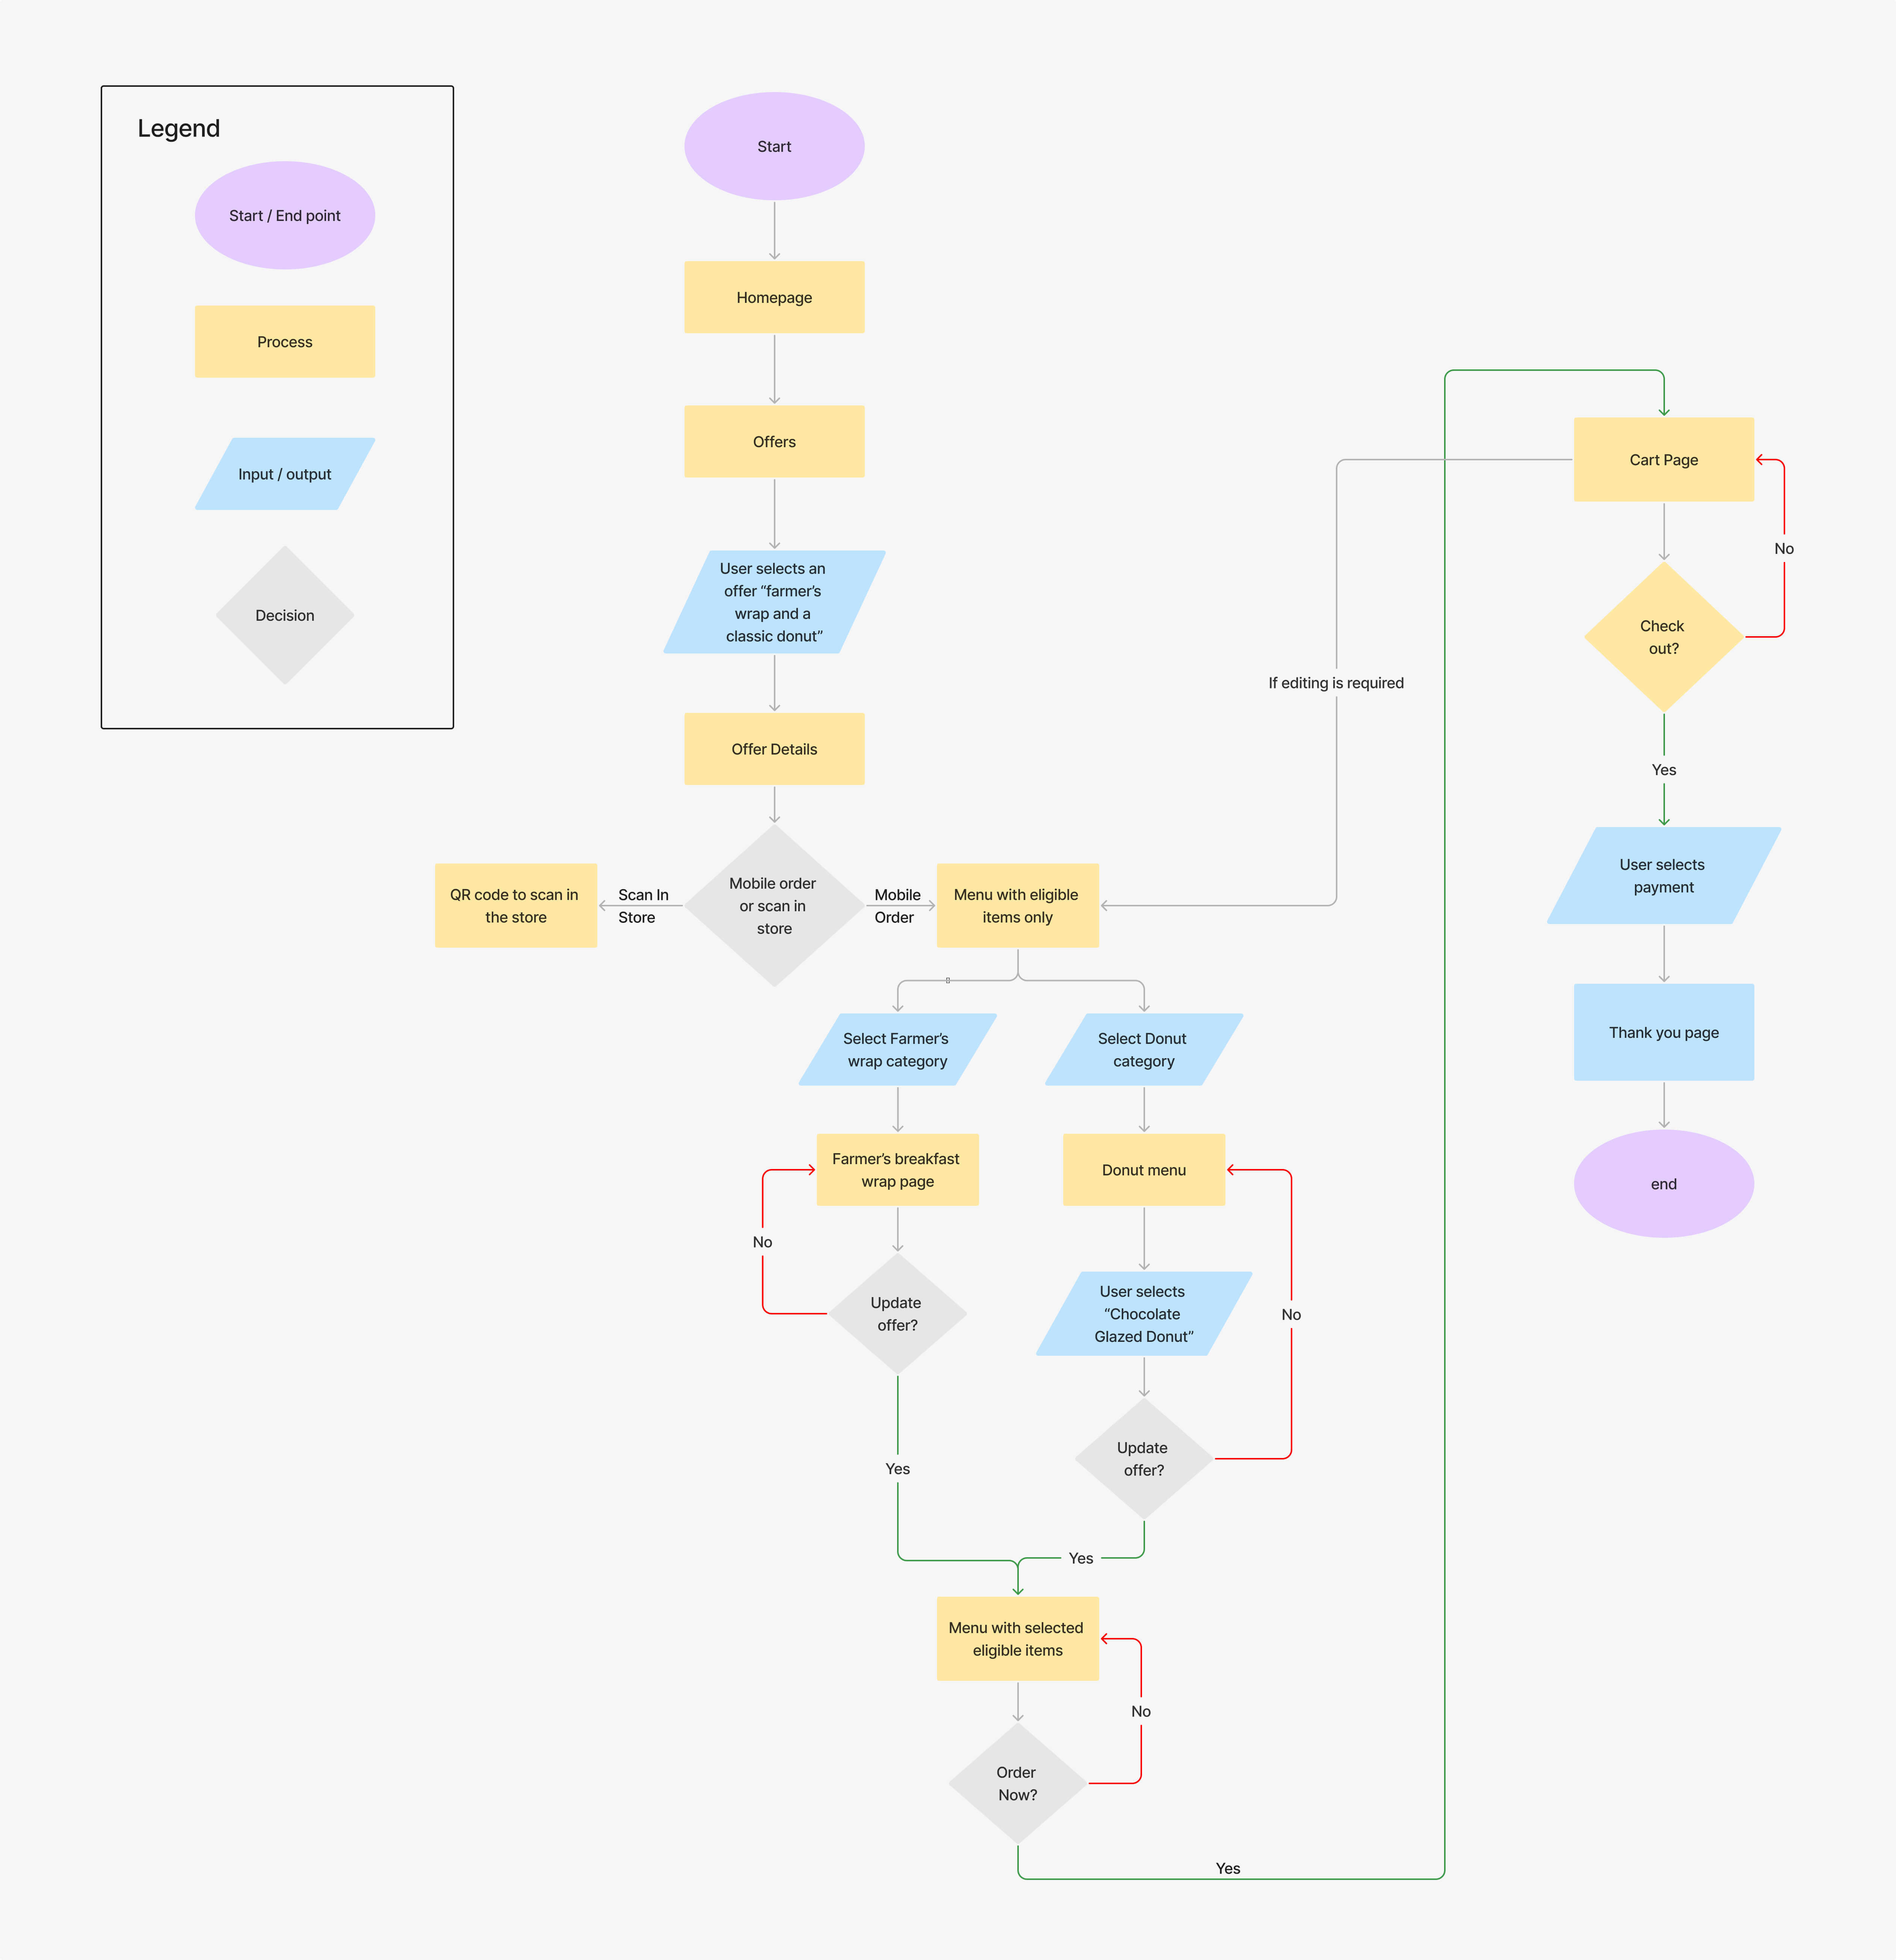 Legend
Start / End point
Process
Input / output
Decision
Start
Homepage
Offers
User selects an
offer “farmer’s
wrap and a
classic donut”
Offer Details
Mobile order
or scan in
store
Scan In
Store
QR code to scan in
the store
Mobile
Order
Menu with eligible
items only
Select Farmer’s
wrap category
Farmer’s breakfast
wrap page
No
Update
offer?
Yes
Select Donut
category
Donut menu
User selects
“Chocolate
Glazed Donut”
No
Update
offer?
Yes
Menu with selected
eligible items
No
Order
Now?
Yes
If editing is required
Cart Page
No
Check
out?
Yes
User selects
payment
Thank you page
end